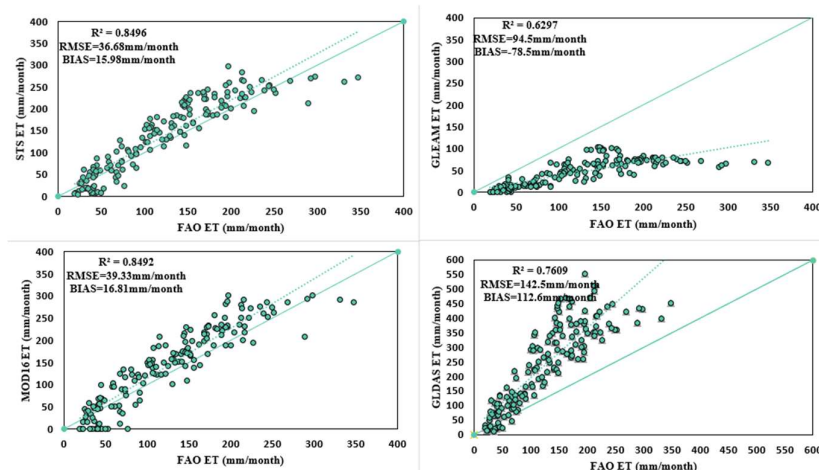 R² = 0.8496
RMSE=36.68mm/month
BIAS=15.98mm/month
STS ET (mm/month)
400
350
300
250
200
150
100
50
0
0 50 100 150 200 250 300 350 400
FAO ET (mm/month)
R² = 0.6297
RMSE=94.5mm/month
BIAS=-78.5mm/month
GLEAM ET (mm/month)
400
350
300
250
200
150
100
50
0
0 50 100 150 200 250 300 350 400
FAO ET (mm/month)
R² = 0.8492
RMSE=39.33mm/month
BIAS=16.81mm/month
MOD16 ET (mm/month)
400
350
300
250
200
150
100
50
0
0 50 100 150 200 250 300 350 400
FAO ET (mm/month)
R² = 0.7609
RMSE=142.5mm/month
BIAS=112.6mm/month
GLDAS ET (mm/month)
600
550
500
450
400
350
300
250
200
150
100
50
0
0 100 200 300 400 500 600
FAO ET (mm/month)